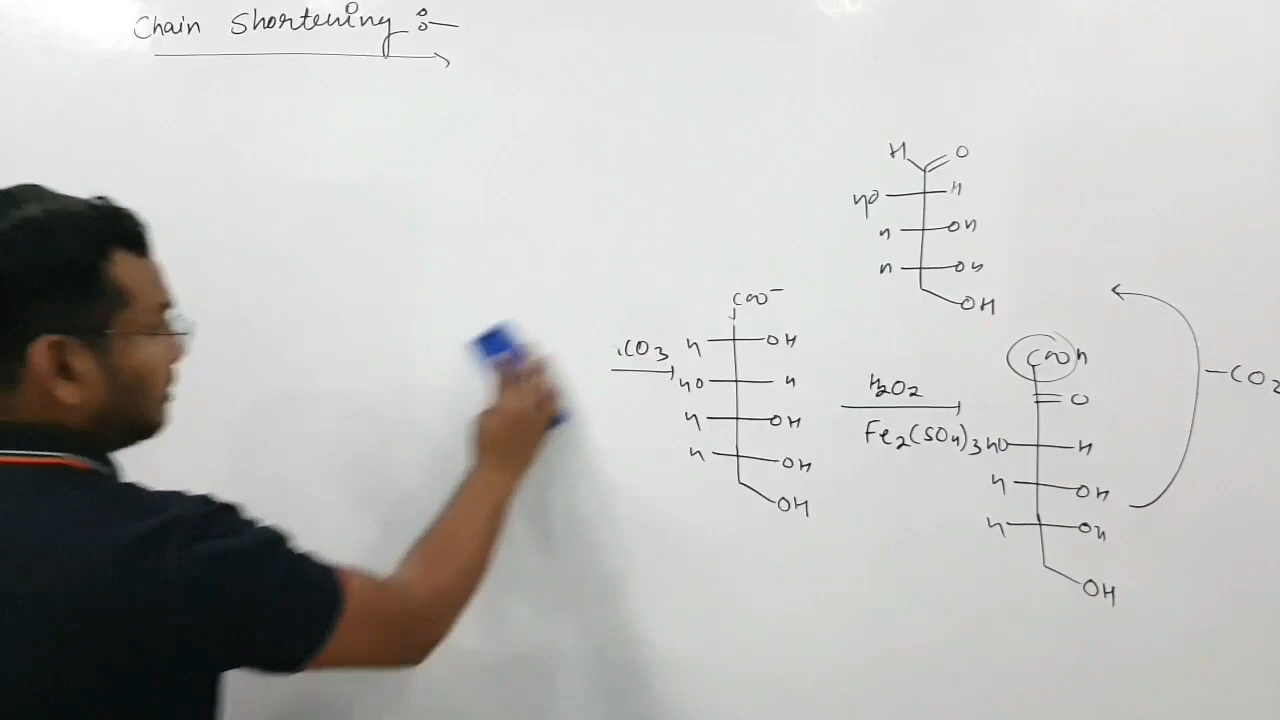 Chain Shortening :-
H O
HO H
H OH
H OH
OH
COO-
CO3 H OH
HO H
H OH
H OH
OH
H2O2
Fe2(SO4)3
COOH
O
HO H
H OH
H OH
OH
-CO2